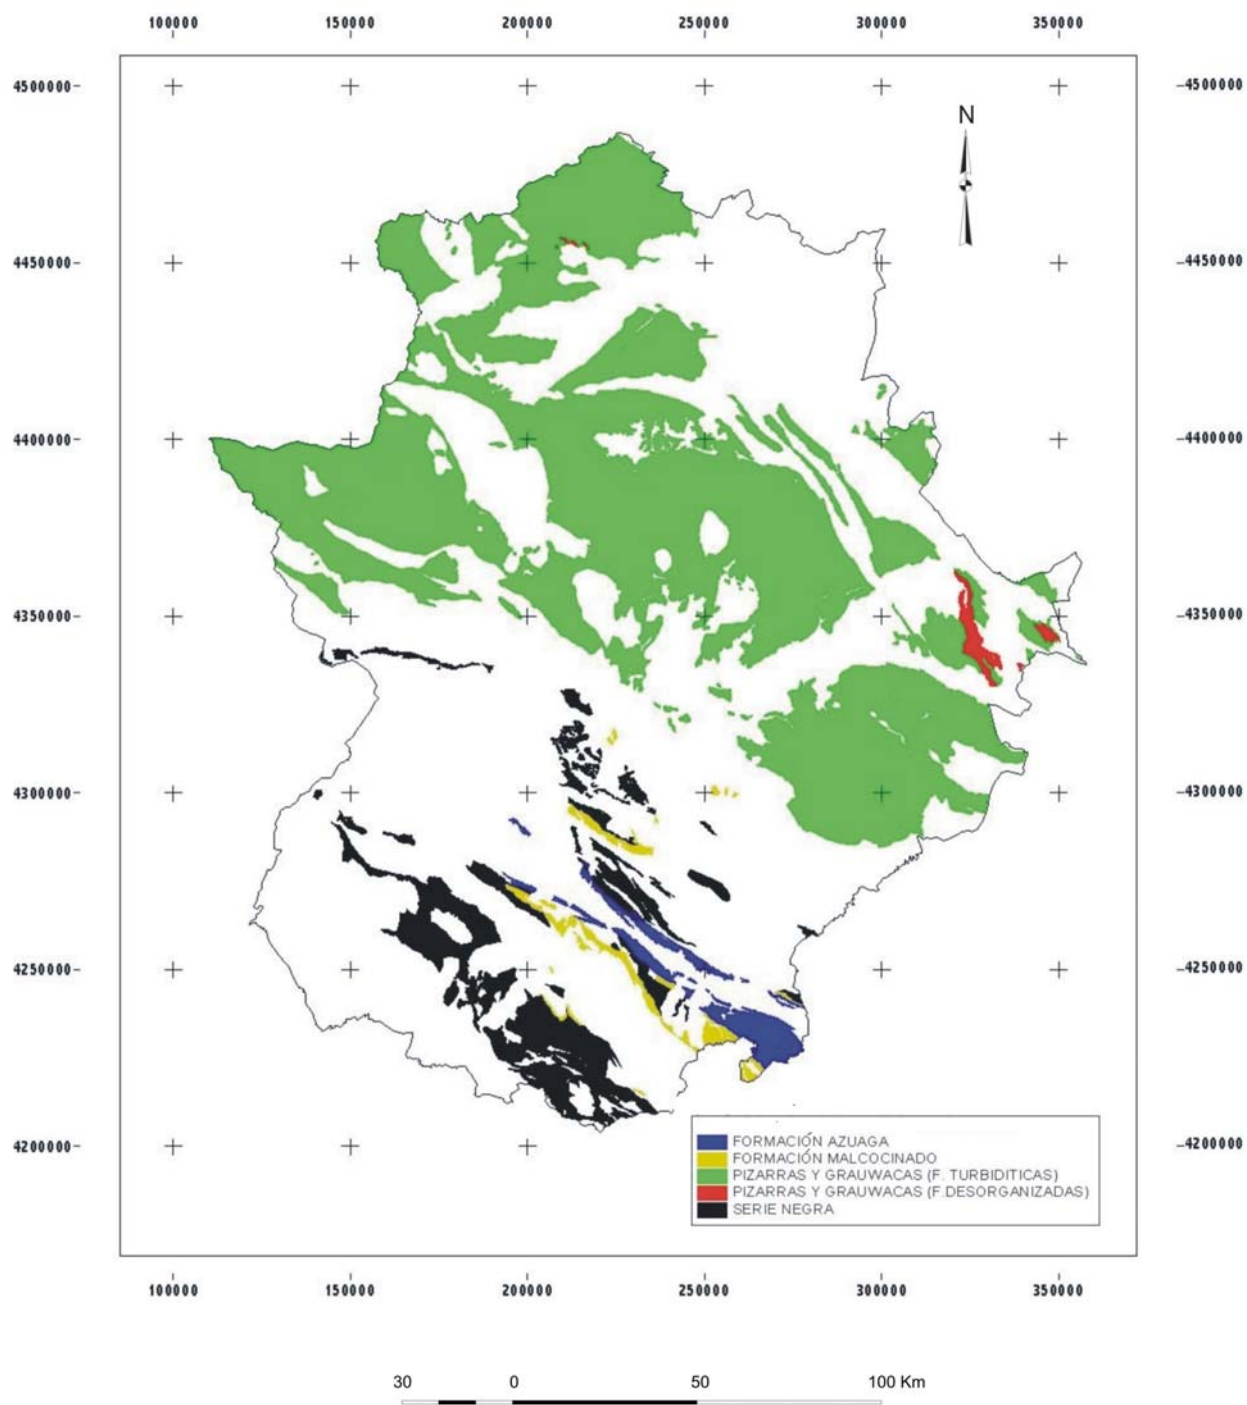 100000 150000 200000 250000 300000 350000
4500000 4500000
N
4450000 4450000
4400000 4400000
4350000 4350000
4300000 4300000
4250000 4250000
FORMACIÓN AZUAGA
4200000 FORMACIÓN MALCOCINADO 4200000
PIZARRAS Y GRAUWACAS (F. TURBIDITICAS)
PIZARRAS Y GRAUWACAS (F.DESORGANIZADAS)
SERIE NEGRA
100000 150000 200000 250000 300000 350000
30 0 50 100 Km